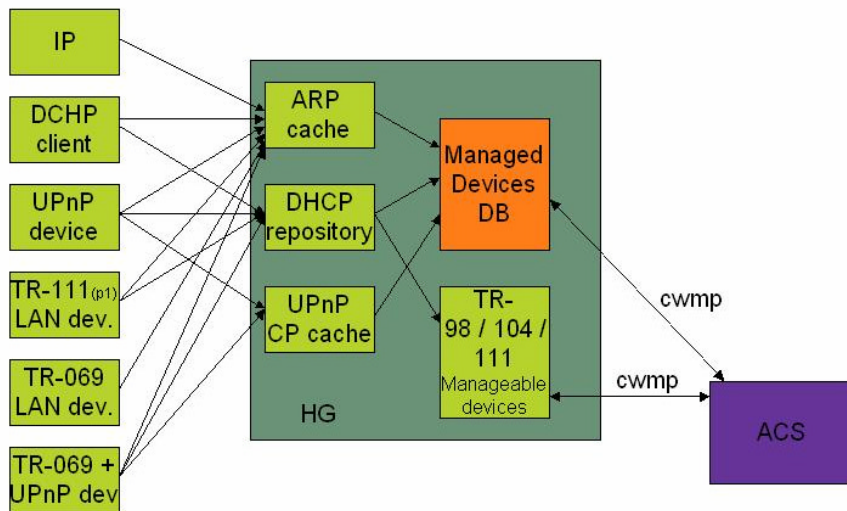 IP
DCHP
client
UPnP
device
TR-111(p1)
LAN dev.
TR-069
LAN dev.
TR-069 +
UPnP dev
ARP
cache
DHCP
repository
UPnP
CP cache
HG
Managed
Devices
DB
TR-
98 / 104 /
111
Manageable
devices
cwmp
cwmp
ACS